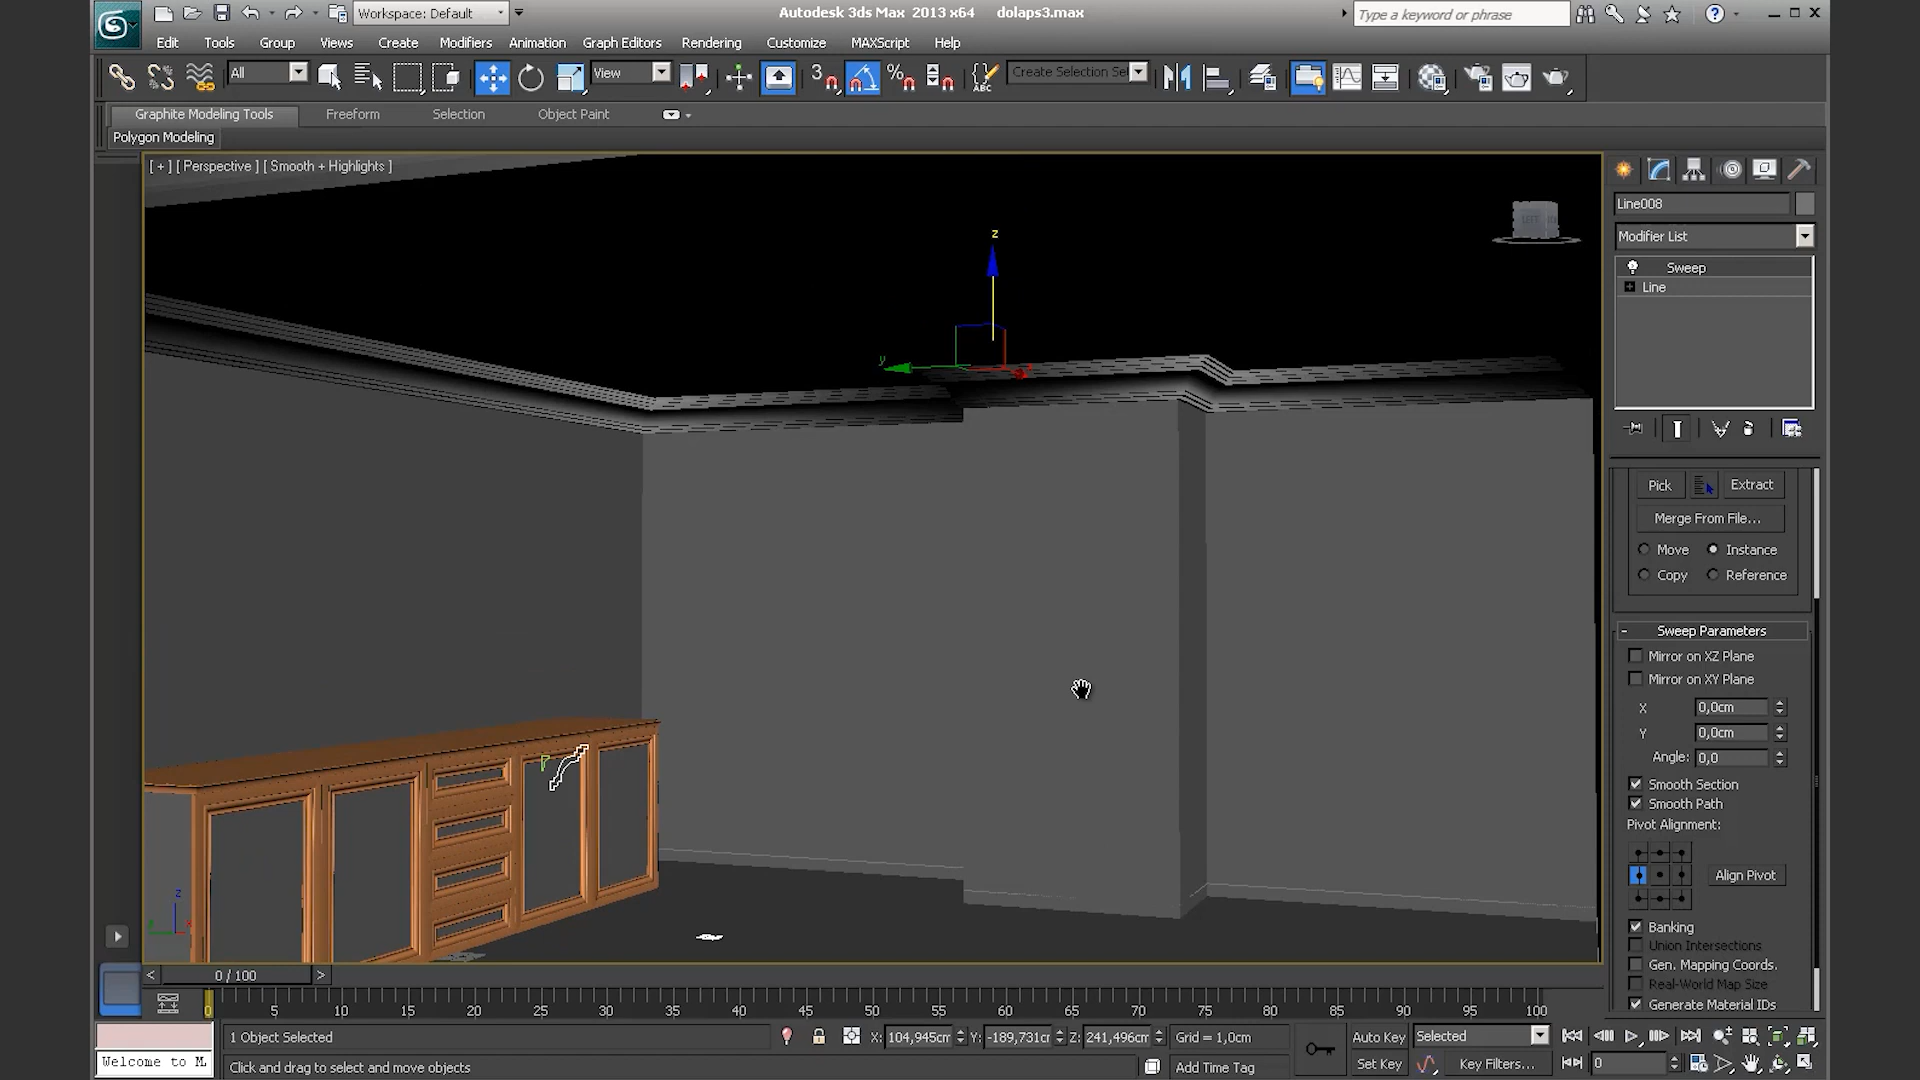 Workspace: Default
Autodesk 3ds Max 2013 x64 dolaps3.max
Type a keyword or phrase
Edit Tools Group Views Create Modifiers Animation Graph Editors Rendering Customize MAXScript Help
All View Create Selection Se
3 % ABC
Graphite Modeling Tools Freeform Selection Object Paint
Polygon Modeling
[ + ] [ Perspective ] [ Smooth + Highlights ]
z
y
LEFT
z
Line008
Modifier List
Sweep
Line
Pick Extract
Merge From File...
Move Instance
Copy Reference
- Sweep Parameters
Mirror on XZ Plane
Mirror on XY Plane
X 0,0cm
Y 0,0cm
Angle: 0,0
Smooth Section
Smooth Path
Pivot Alignment:
Align Pivot
Banking
Union Intersections
Gen. Mapping Coords.
Real-World Map Size
Generate Material IDs
< 0 / 100 >
0 5 10 15 20 25 30 35 40 45 50 55 60 65 70 75 80 85 90 95 100
1 Object Selected X: 104,945cm Y: -189,731cm Z: 241,496cm Grid = 1,0cm Auto Key Selected
Welcome to M. Click and drag to select and move objects Add Time Tag Set Key Key Filters... 0